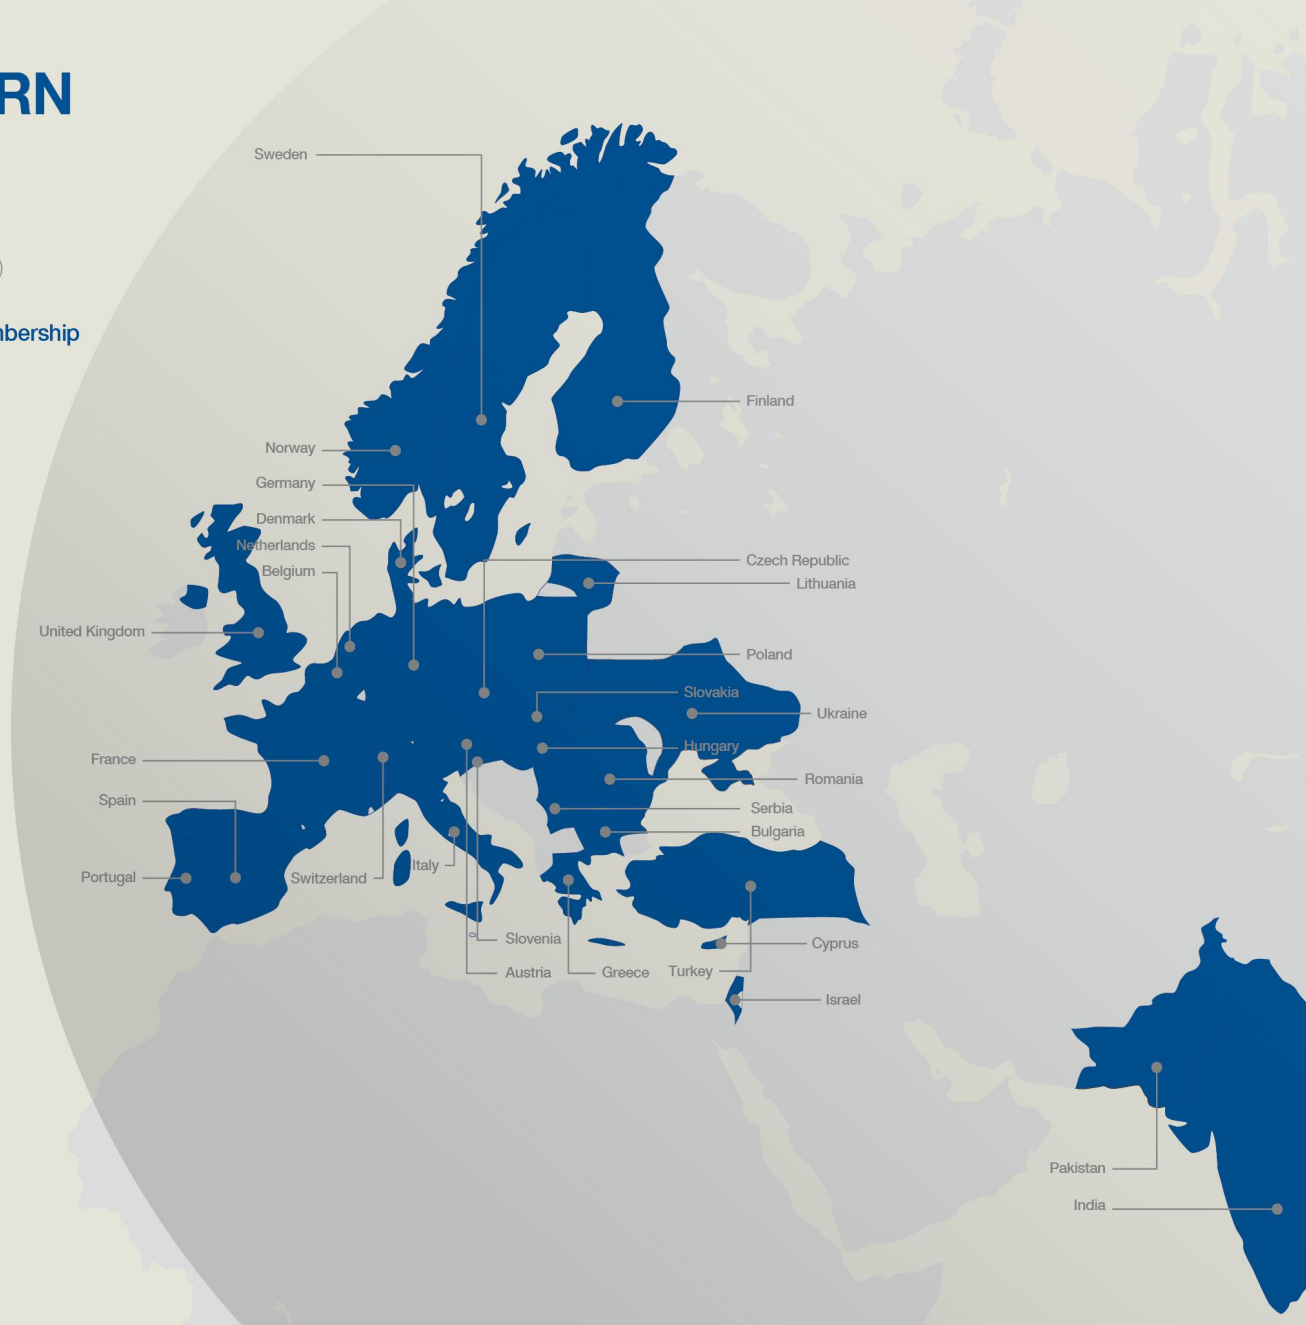 RN
)
bership
Sweden
Finland
Norway
Germany
Denmark
Netherlands
Belgium
Czech Republic
Lithuania
United Kingdom
Poland
Slovakia
Ukraine
Hungary
France
Romania
Spain
Serbia
Bulgaria
Italy
Portugal
Switzerland
Slovenia
Cyprus
Austria
Greece
Turkey
Israel
Pakistan
India